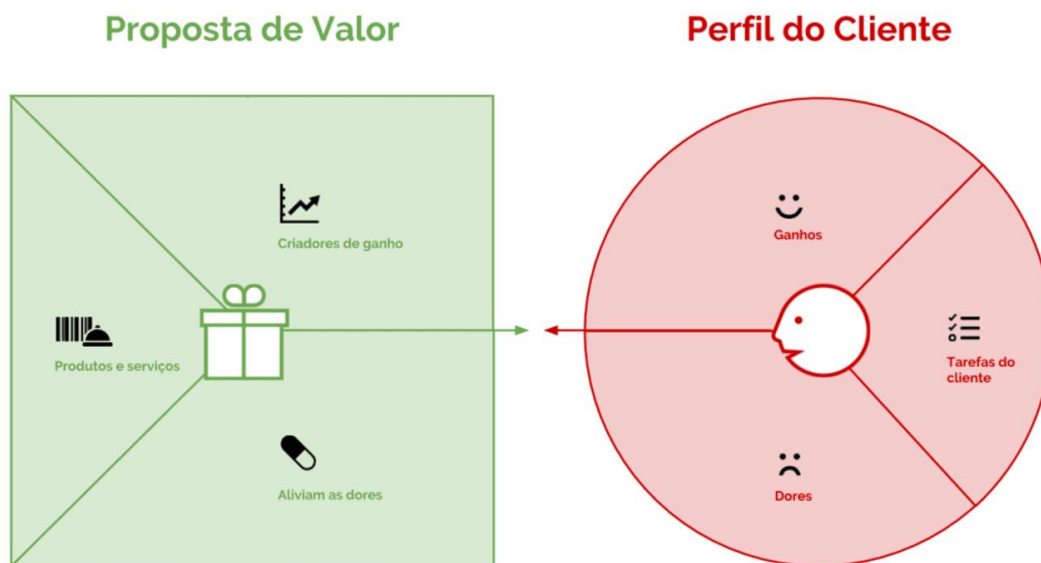 Proposta de Valor
Perfil do Cliente
Criadores de ganho
Produtos e serviços
Aliviam as dores
Ganhos
Tarefas do
cliente
Dores